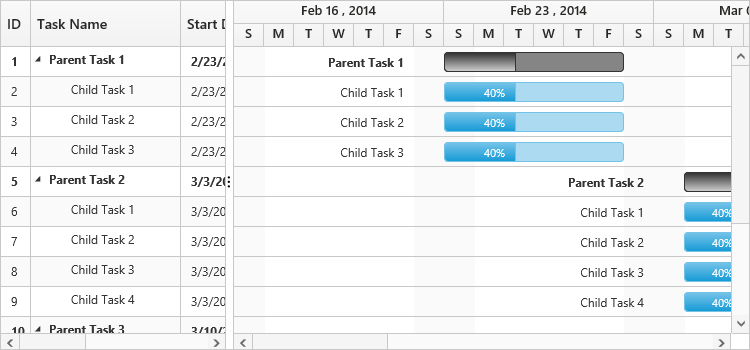 ID Task Name Start D
Feb 16 , 2014 Feb 23 , 2014 Mar 0
S M T W T F S S M T W T F S S M T
1 Parent Task 1 2/23/2 Parent Task 1
2 Child Task 1 2/23/2 Child Task 1 40%
3 Child Task 2 2/23/2 Child Task 2 40%
4 Child Task 3 2/23/2 Child Task 3 40%
5 Parent Task 2 3/3/20 Parent Task 2
6 Child Task 1 3/3/20 Child Task 1 40%
7 Child Task 2 3/3/20 Child Task 2 40%
8 Child Task 3 3/3/20 Child Task 3 40%
9 Child Task 4 3/3/20 Child Task 4 40%
10 Parent Task 3 3/10/2